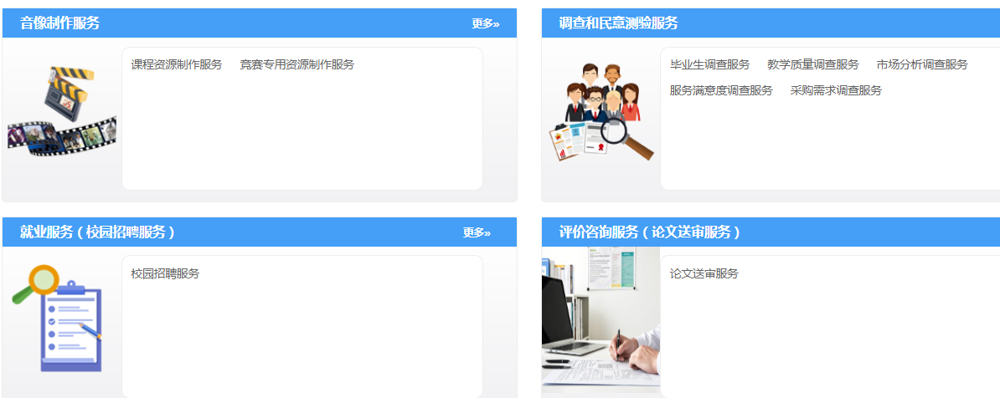 音像制作服务 更多»
课程资源制作服务 竞赛专用资源制作服务
调查和民意测验服务
毕业生调查服务 教学质量调查服务 市场分析调查服务
服务满意度调查服务 采购需求调查服务
就业服务（校园招聘服务） 更多»
校园招聘服务
评价咨询服务（论文送审服务）
论文送审服务